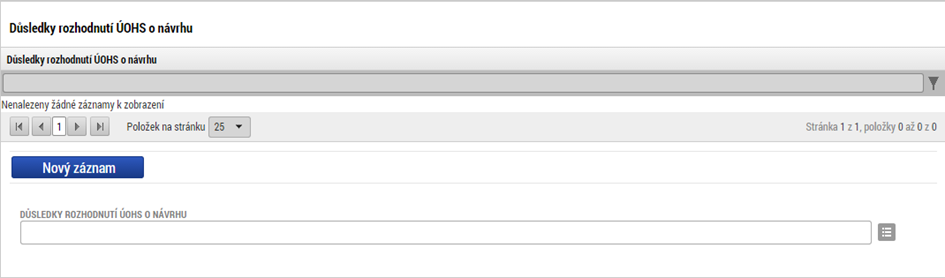 Důsledky rozhodnutí ÚOHS o návrhu
Důsledky rozhodnutí ÚOHS o návrhu
Nenalezeny žádné záznamy k zobrazení
1 Položek na stránku 25 Stránka 1 z 1, položky 0 až 0 z 0
Nový záznam
DŮSLEDKY ROZHODNUTÍ ÚOHS O NÁVRHU